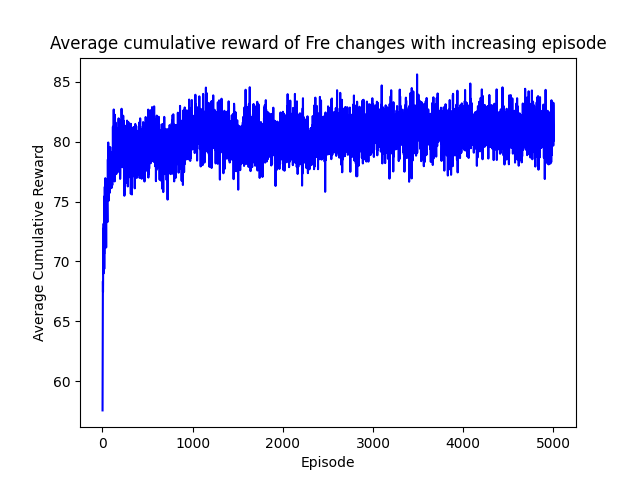 Average cumulative reward of Fre changes with increasing episode
85
80
75
70
65
60
Average Cumulative Reward
0 1000 2000 3000 4000 5000
Episode